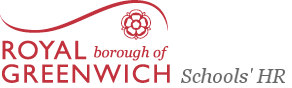 ROYAL borough of
GREENWICH Schools' HR